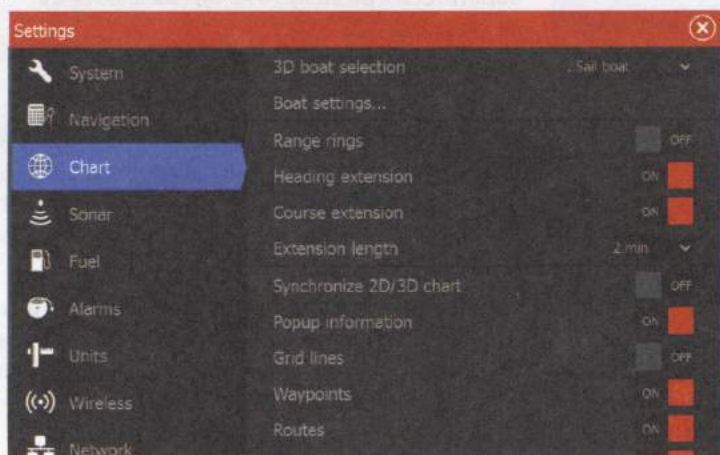 Settings
System
Navigation
Chart
Sonar
Fuel
Alarms
Units
Wireless
Network
3D boat selection Sail boat
Boat settings...
Range rings OFF
Heading extension ON
Course extension ON
Extension length 2 min
Synchronize 2D/3D chart OFF
Popup information ON
Grid lines OFF
Waypoints ON
Routes ON